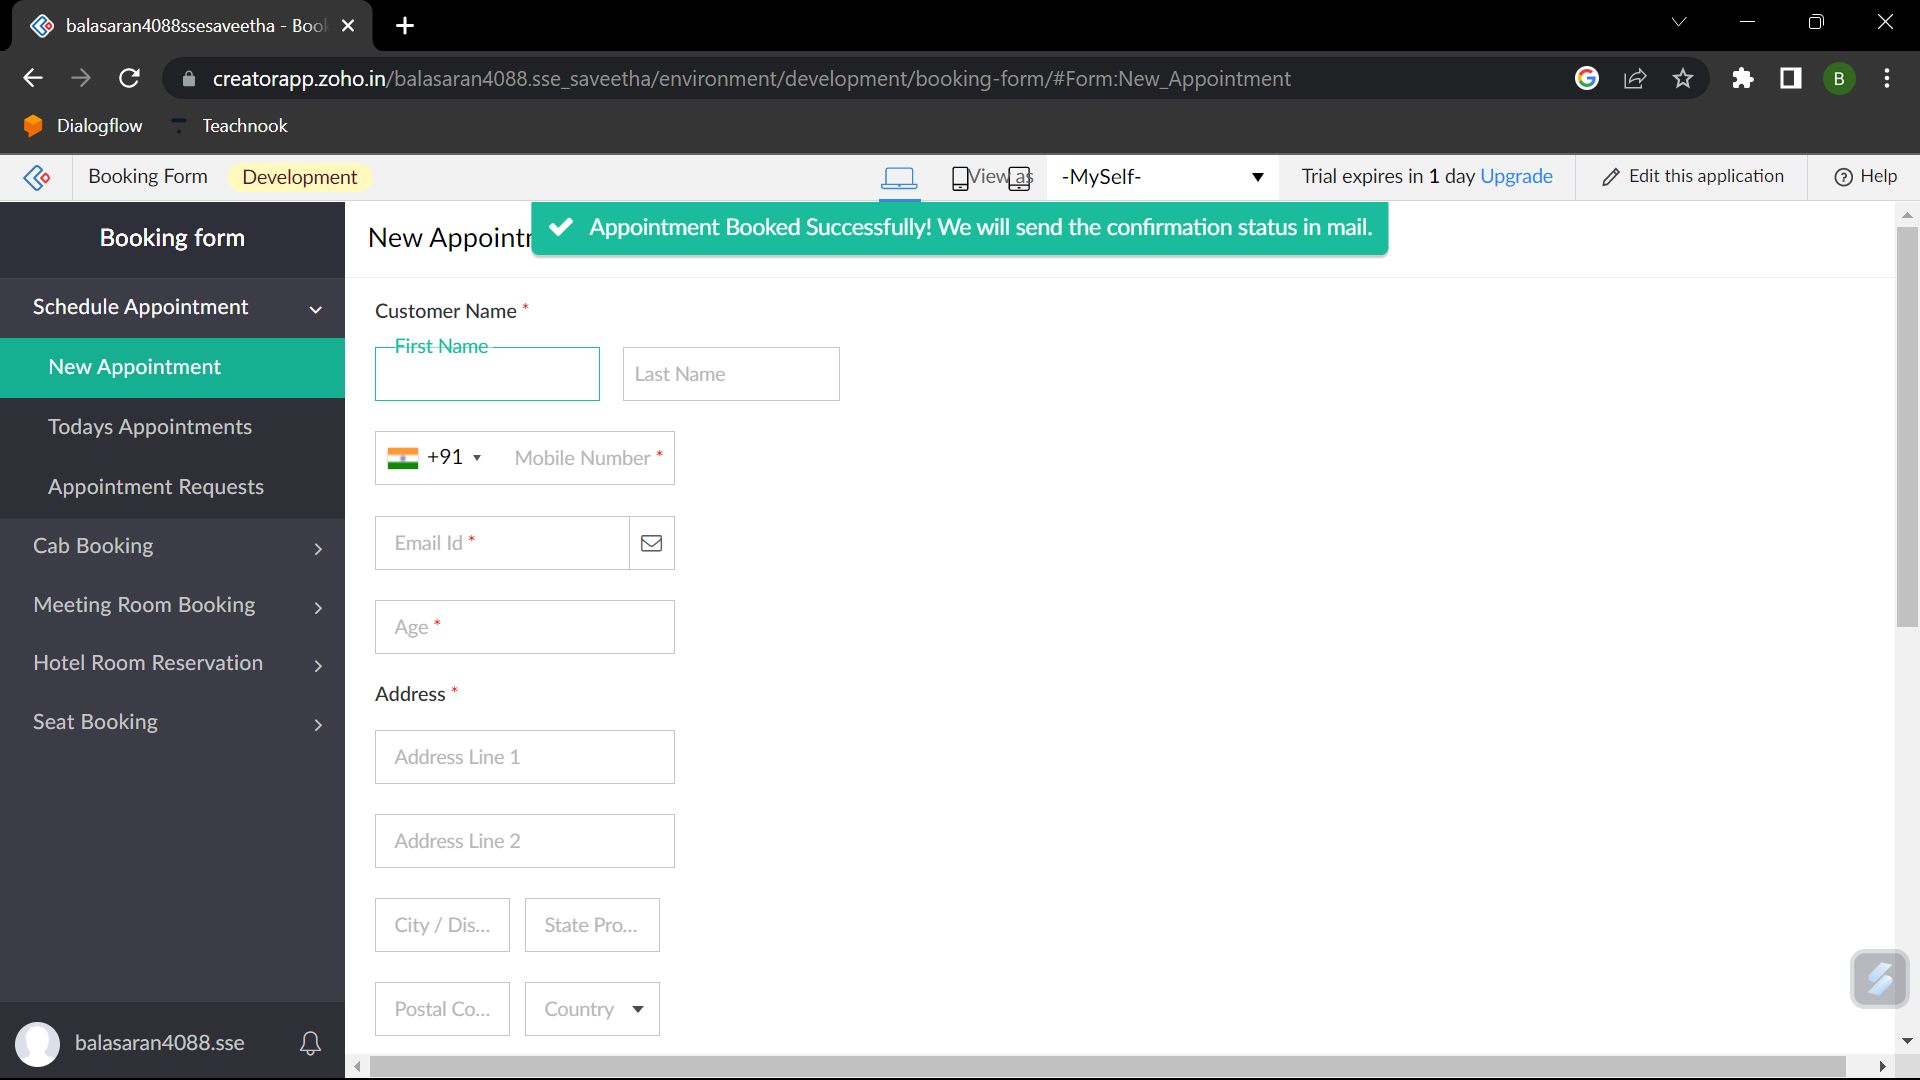 balasaran4088ssesaveetha - Boo
creatorapp.zoho.in/balasaran4088.sse_saveetha/environment/development/booking-form/#Form:New_Appointment
B
Dialogflow
Teachnook
Booking Form
Development
View as
-MySelf-
Trial expires in 1 day Upgrade
Edit this application
Help
Booking form
New Appoint
Appointment Booked Successfully! We will send the confirmation status in mail.
Schedule Appointment
New Appointment
Todays Appointments
Appointment Requests
Cab Booking
Meeting Room Booking
Hotel Room Reservation
Seat Booking
balasaran4088.sse
Customer Name *
First Name
Last Name
+91
Mobile Number *
Email Id *
Age *
Address *
Address Line 1
Address Line 2
City / Dis...
State Pro...
Postal Co...
Country